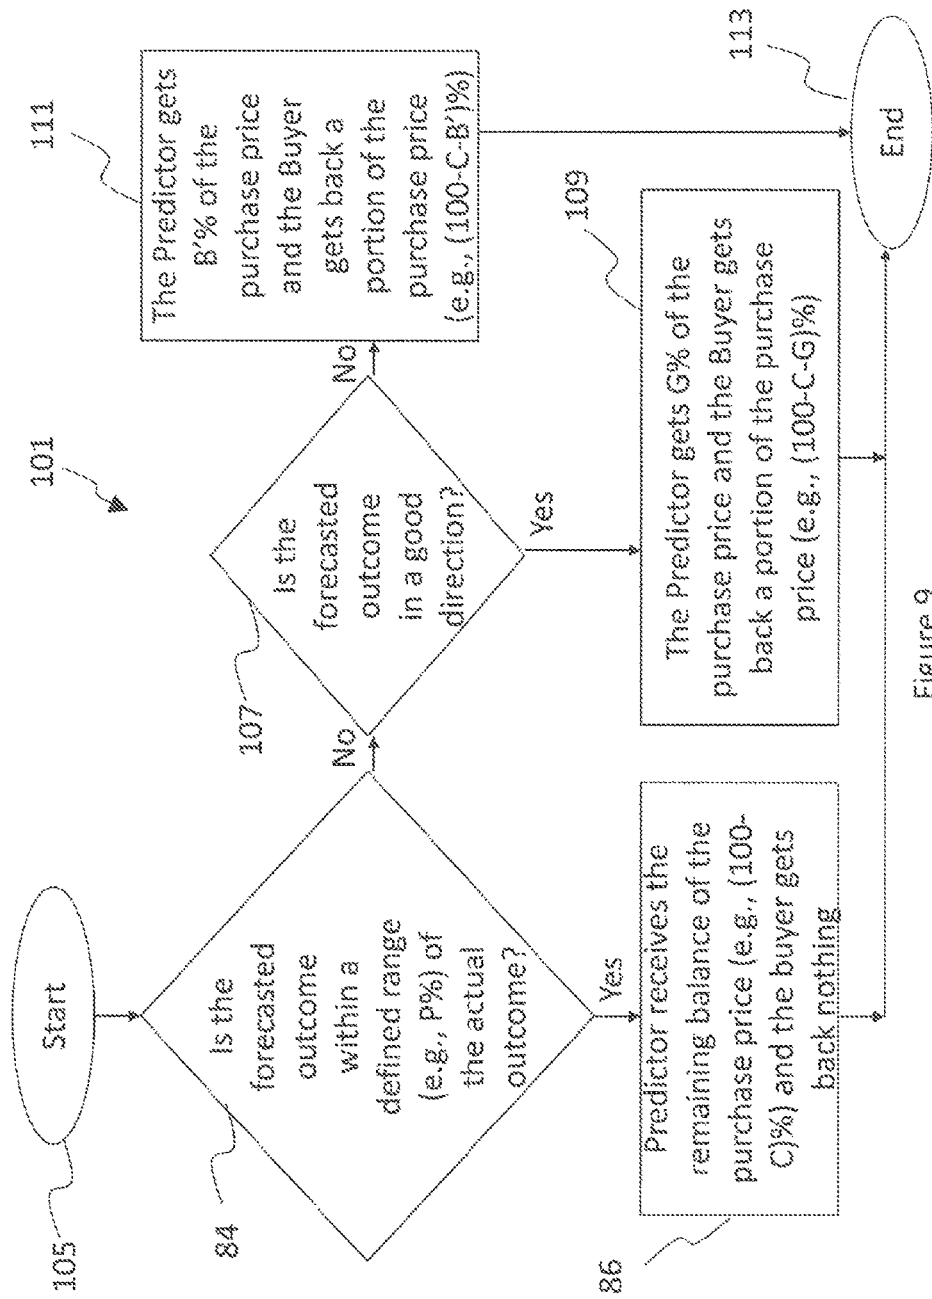 101
105
Start
84
Is the
forecasted
outcome
within a
defined range
(e.g., P%) of
the actual
outcome?
No
Yes
107
Is the
forecasted
outcome
in a good
direction?
No
Yes
111
The Predictor gets
B'% of the
purchase price
and the Buyer
gets back a
portion of the
purchase price
(e.g., (100-C-B')%)
86
Predictor receives the
remaining balance of the
purchase price (e.g., (100-
C)%) and the buyer gets
back nothing
109
The Predictor gets G% of the
purchase price and the Buyer gets
back a portion of the purchase
price (e.g., (100-C-G)%
113
End
Figure 9